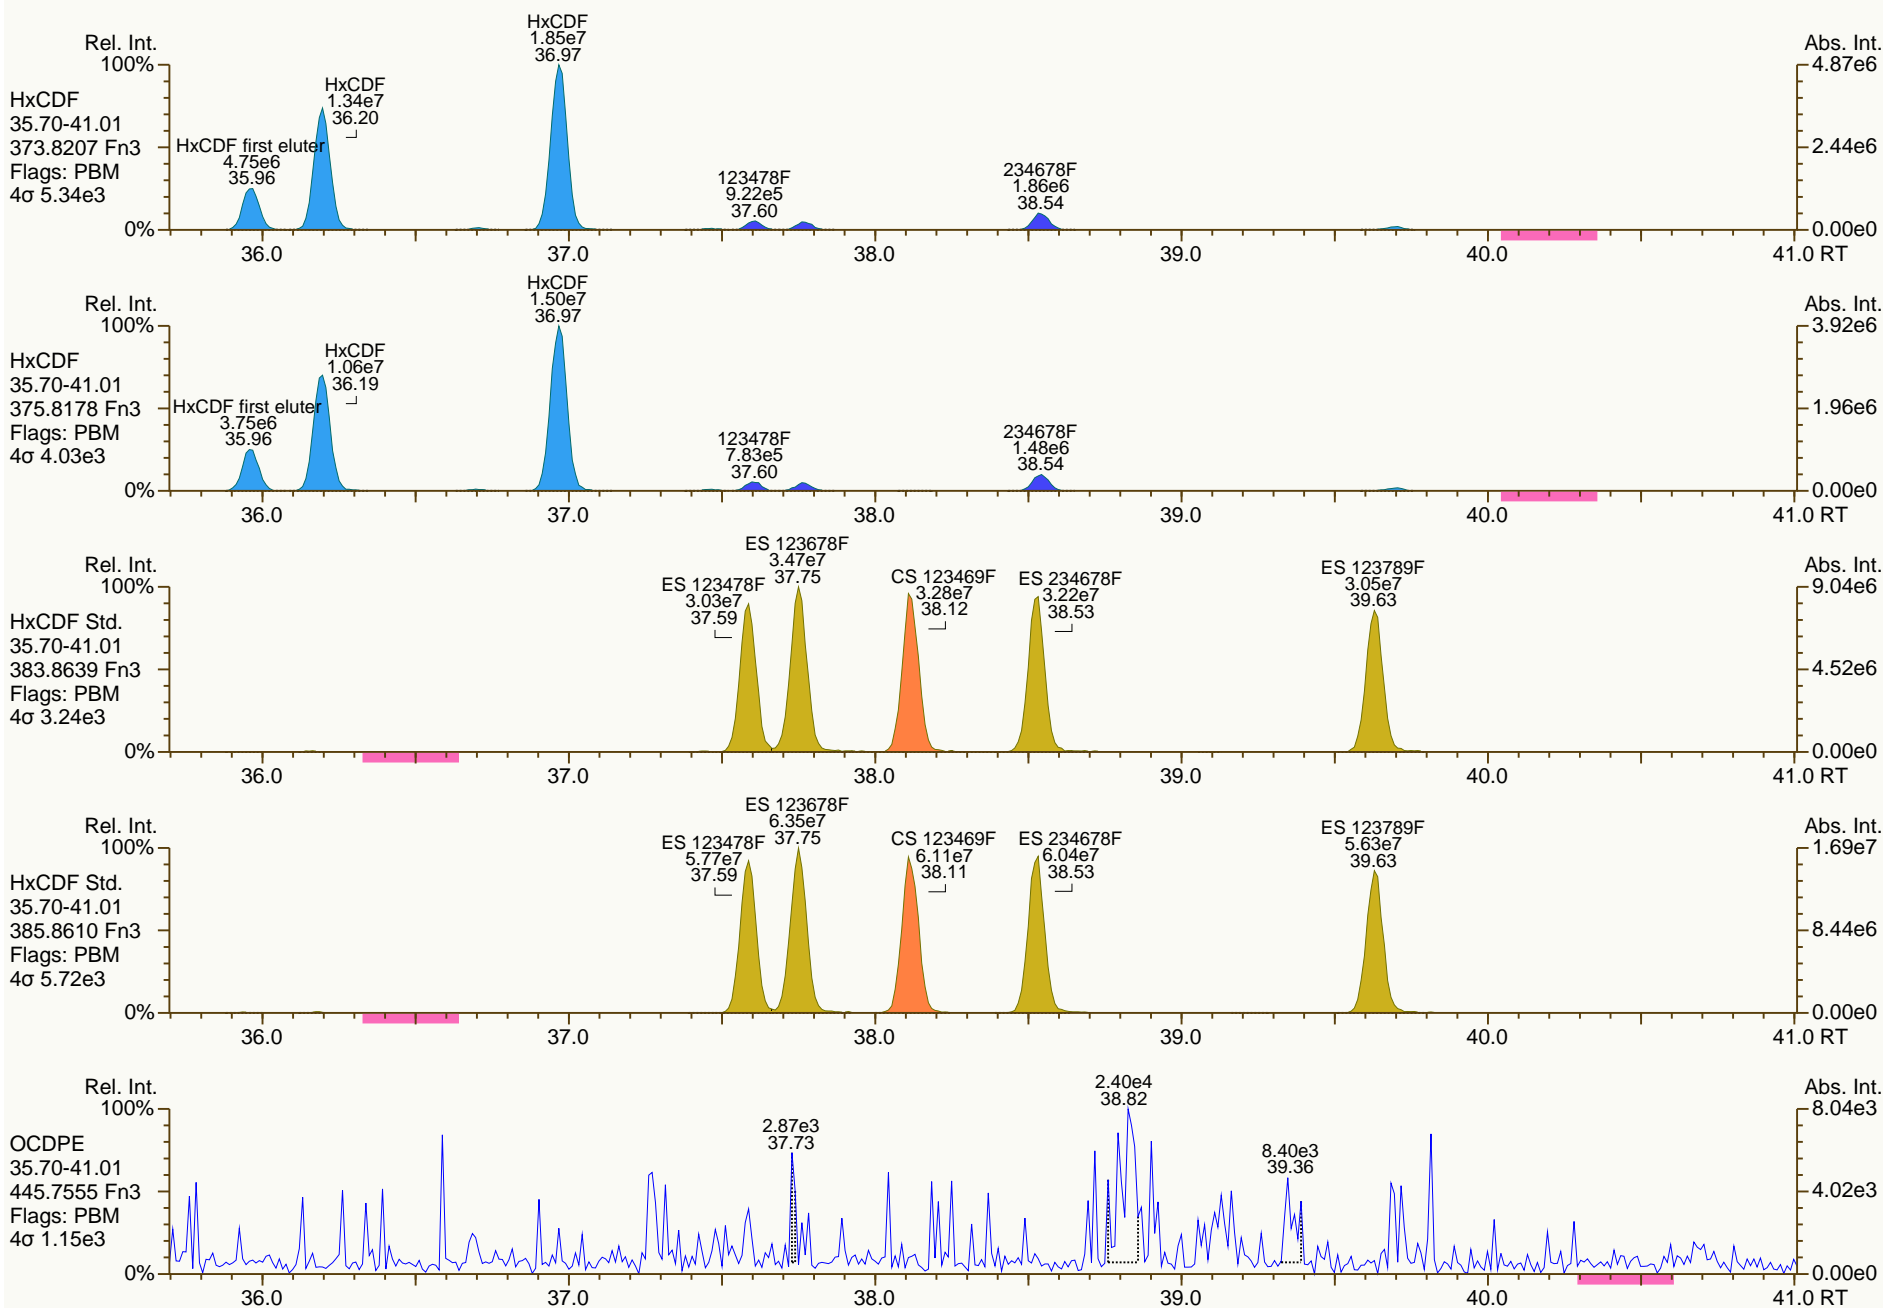 HxCDF
1.85e7
36.97
Rel. Int.
Abs. Int.
100%
4.87e6
HxCDF
1.34e7
36.20
HxCDF
35.70-41.01
373.8207 Fn3
Flags: PBM
4σ 5.34e3
HxCDF first eluter
4.75e6
35.96
2.44e6
123478F
9.22e5
37.60
234678F
1.86e6
38.54
0%
0.00e0
36.0 37.0 38.0 39.0 40.0 41.0 RT
HxCDF
1.50e7
36.97
Rel. Int.
Abs. Int.
100%
3.92e6
HxCDF
1.06e7
36.19
HxCDF
35.70-41.01
375.8178 Fn3
Flags: PBM
4σ 4.03e3
HxCDF first eluter
3.75e6
35.96
1.96e6
123478F
7.83e5
37.60
234678F
1.48e6
38.54
0%
0.00e0
36.0 37.0 38.0 39.0 40.0 41.0 RT
Rel. Int.
Abs. Int.
100%
9.04e6
HxCDF Std.
35.70-41.01
383.8639 Fn3
Flags: PBM
4σ 3.24e3
ES 123478F
3.03e7
37.59
ES 123678F
3.47e7
37.75
CS 123469F
3.28e7
38.12
ES 234678F
3.22e7
38.53
ES 123789F
3.05e7
39.63
4.52e6
0%
0.00e0
36.0 37.0 38.0 39.0 40.0 41.0 RT
Rel. Int.
Abs. Int.
100%
1.69e7
HxCDF Std.
35.70-41.01
385.8610 Fn3
Flags: PBM
4σ 5.72e3
ES 123478F
5.77e7
37.59
ES 123678F
6.35e7
37.75
CS 123469F
6.11e7
38.11
ES 234678F
6.04e7
38.53
ES 123789F
5.63e7
39.63
8.44e6
0%
0.00e0
36.0 37.0 38.0 39.0 40.0 41.0 RT
Rel. Int.
Abs. Int.
100%
8.04e3
OCDPE
35.70-41.01
445.7555 Fn3
Flags: PBM
4σ 1.15e3
2.87e3
37.73
2.40e4
38.82
8.40e3
39.36
4.02e3
0%
0.00e0
36.0 37.0 38.0 39.0 40.0 41.0 RT